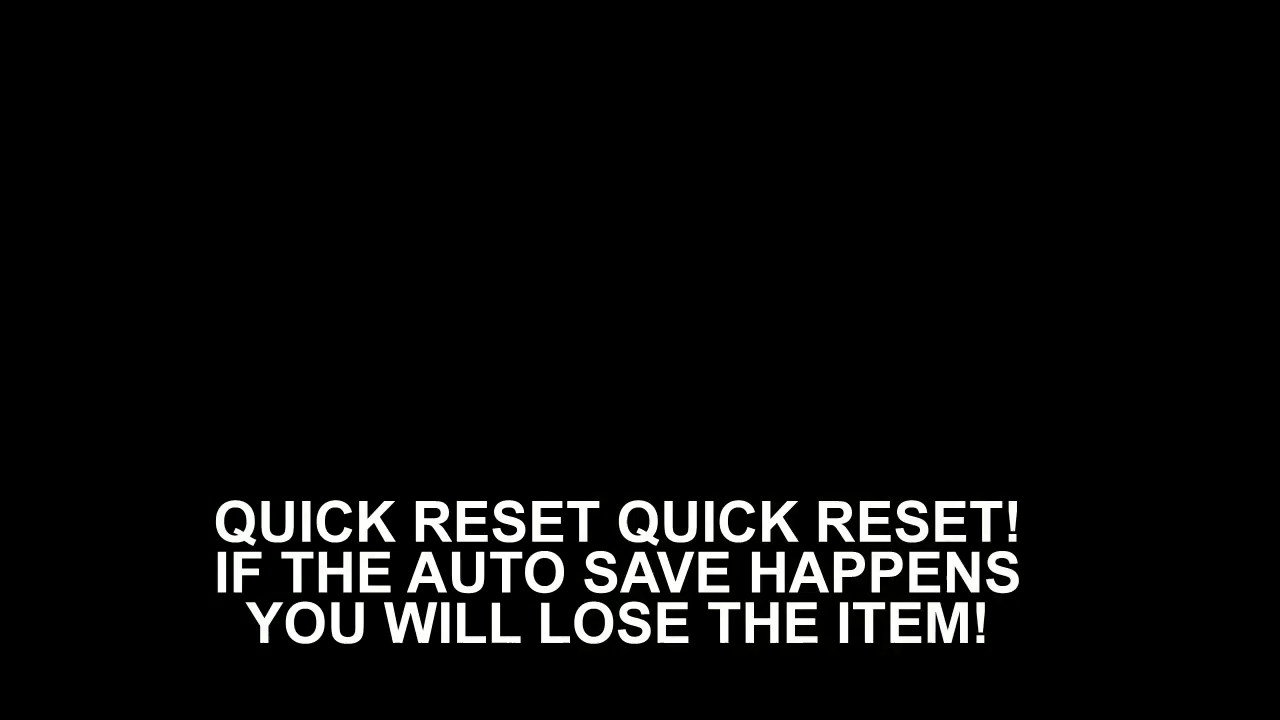 QUICK RESET QUICK RESET!
IF THE AUTO SAVE HAPPENS
YOU WILL LOSE THE ITEM!